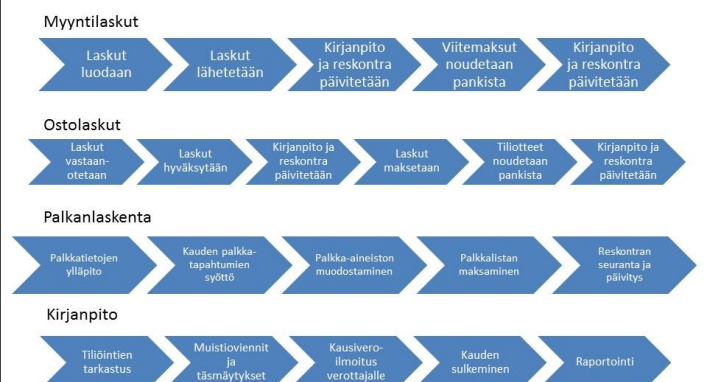 Myyntilaskut
Laskut
luodaan
Laskut
lähetetään
Kirjanpito
ja reskontra
päivitetään
Viitemaksut
noudetaan
pankista
Kirjanpito
ja reskontra
päivitetään
Ostolaskut
Laskut
vastaan-
otetaan
Laskut
hyväksytään
Kirjanpito ja
reskontra
päivitetään
Laskut
maksetaan
Tiliotteet
noudetaan
pankista
Kirjanpito ja
reskontra
päivitetään
Palkanlaskenta
Palkkatietojen
ylläpito
Kauden palkka-
tapahtumien
syöttö
Palkka-aineiston
muodostaminen
Palkkalistan
maksaminen
Reskontran
seuranta ja
päivitys
Kirjanpito
Tiliöintien
tarkastus
Muistioviennit
ja
täsmäytykset
Kausivero-
ilmoitus
verottajalle
Kauden
sulkeminen
Raportointi